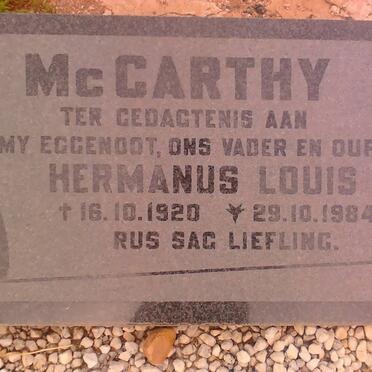 McCARTHY
TER GEDAGTENIS AAN
MY EGGENOOT, ONS VADER EN OUP
HERMANUS LOUIS
16.10.1920 29.10.1984
RUS SAG LIEFLING.